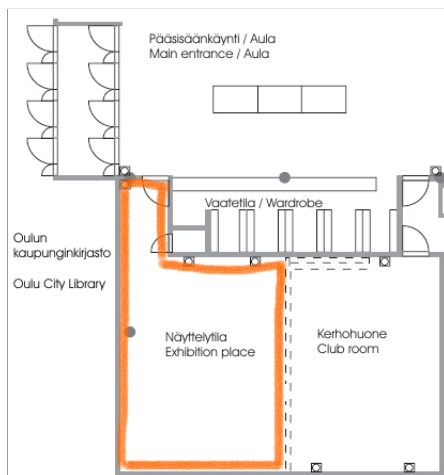 Pääsisäänkäynti / Aula
Main entrance / Aula
Vaatetila / Wardrobe
Oulun
kaupunginkirjasto
Oulu City Library
Näyttelytila
Exhibition place
Kerhohuone
Club room